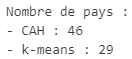 Nombre de pays :
- CAH : 46
- k-means : 29